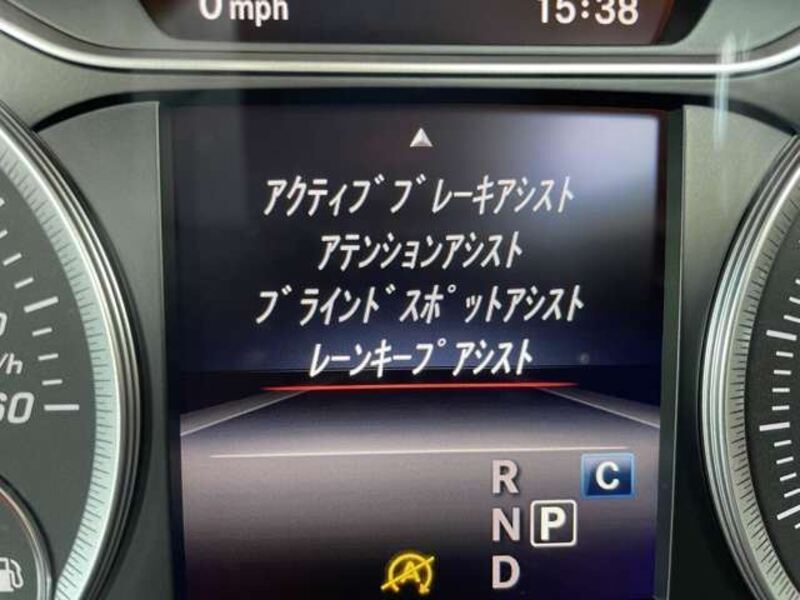 0 mph 15:38
ｱｸﾃｨﾌﾞﾌﾞﾚｰｷｱｼｽﾄ
ｱﾃﾝｼｮﾝｱｼｽﾄ
ﾌﾞﾗｲﾝﾄﾞｽﾎﾟｯﾄｱｼｽﾄ
ﾚｰﾝｷｰﾌﾟｱｼｽﾄ
/h
60
R C
N P
A D